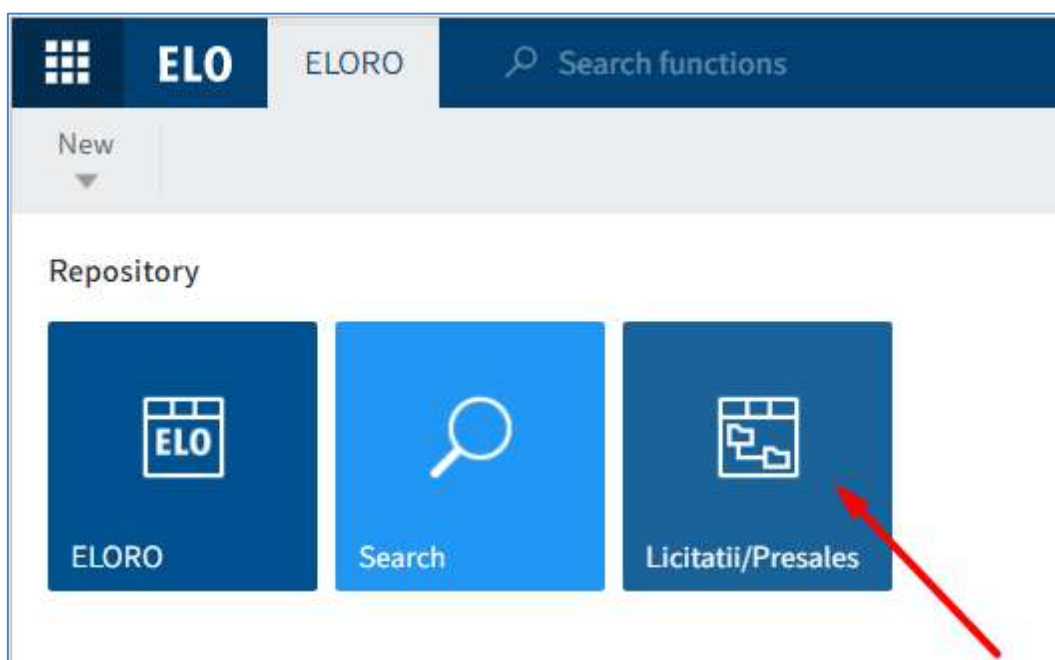 ELO
ELORO
Search functions
New
Repository
ELO
ELORO
Search
Licitatii/Presales